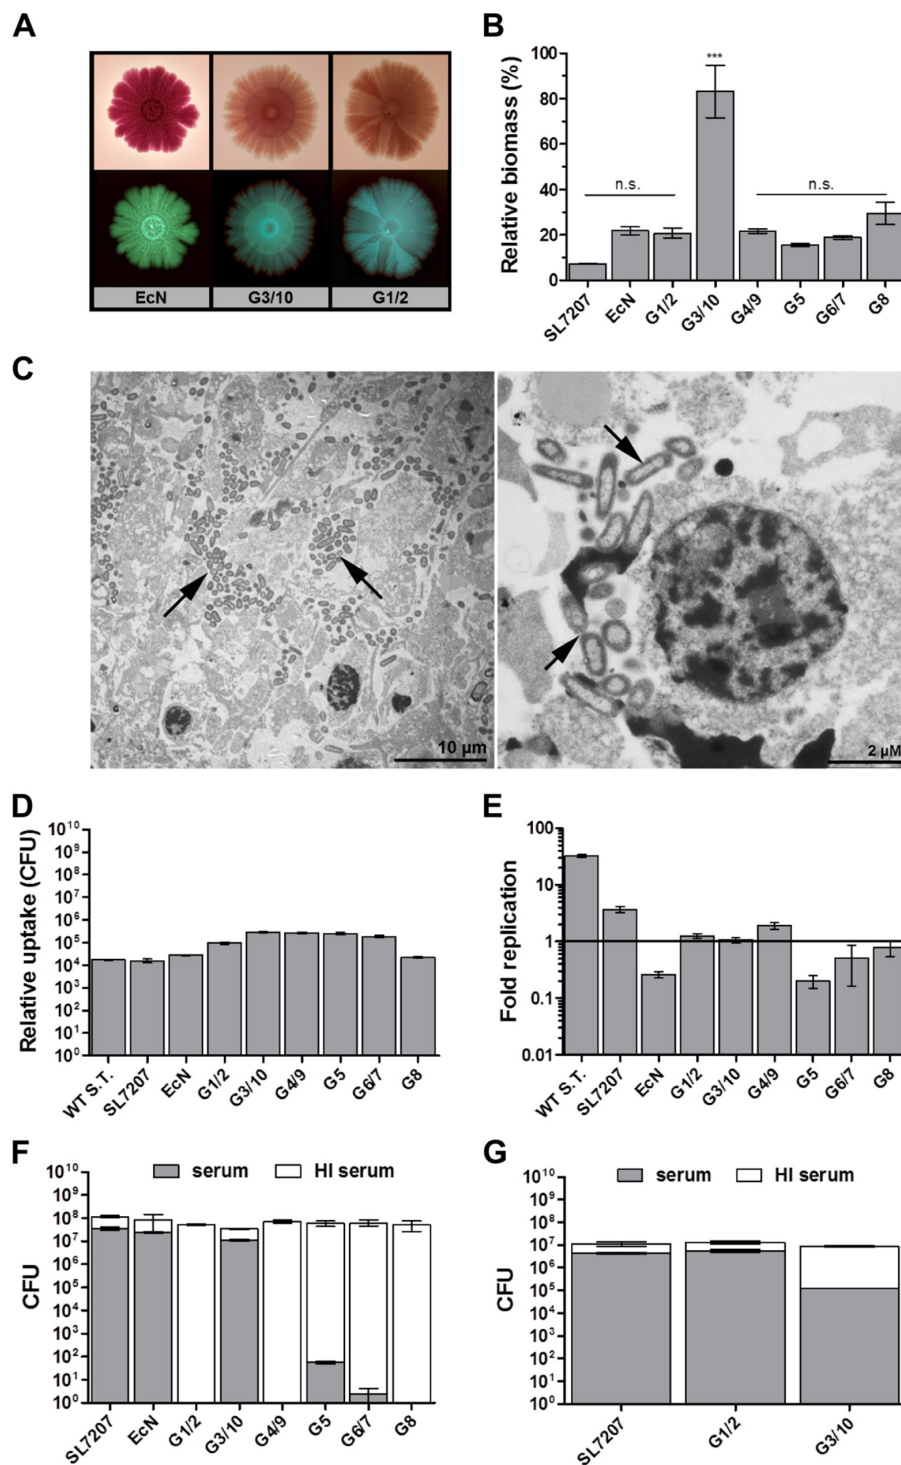 A
EcN G3/10 G1/2
B
Relative biomass (%)
100
80
60
40
20
0
n.s.
***
n.s.
SL7207 EcN G1/2 G3/10 G4/9 G5 G6/7 G8
C
10 µm
2 µM
D
Relative uptake (CFU)
10¹⁰
10⁹
10⁸
10⁷
10⁶
10⁵
10⁴
10³
10²
10¹
10⁰
WT S.T. SL7207 EcN G1/2 G3/10 G4/9 G5 G6/7 G8
E
Fold replication
100
10
1
0.1
0.01
WT S.T. SL7207 EcN G1/2 G3/10 G4/9 G5 G6/7 G8
F
serum HI serum
CFU
10¹⁰
10⁹
10⁸
10⁷
10⁶
10⁵
10⁴
10³
10²
10¹
10⁰
SL7207 EcN G1/2 G3/10 G4/9 G5 G6/7 G8
G
serum HI serum
CFU
10¹⁰
10⁹
10⁸
10⁷
10⁶
10⁵
10⁴
10³
10²
10¹
10⁰
SL7207 G1/2 G3/10